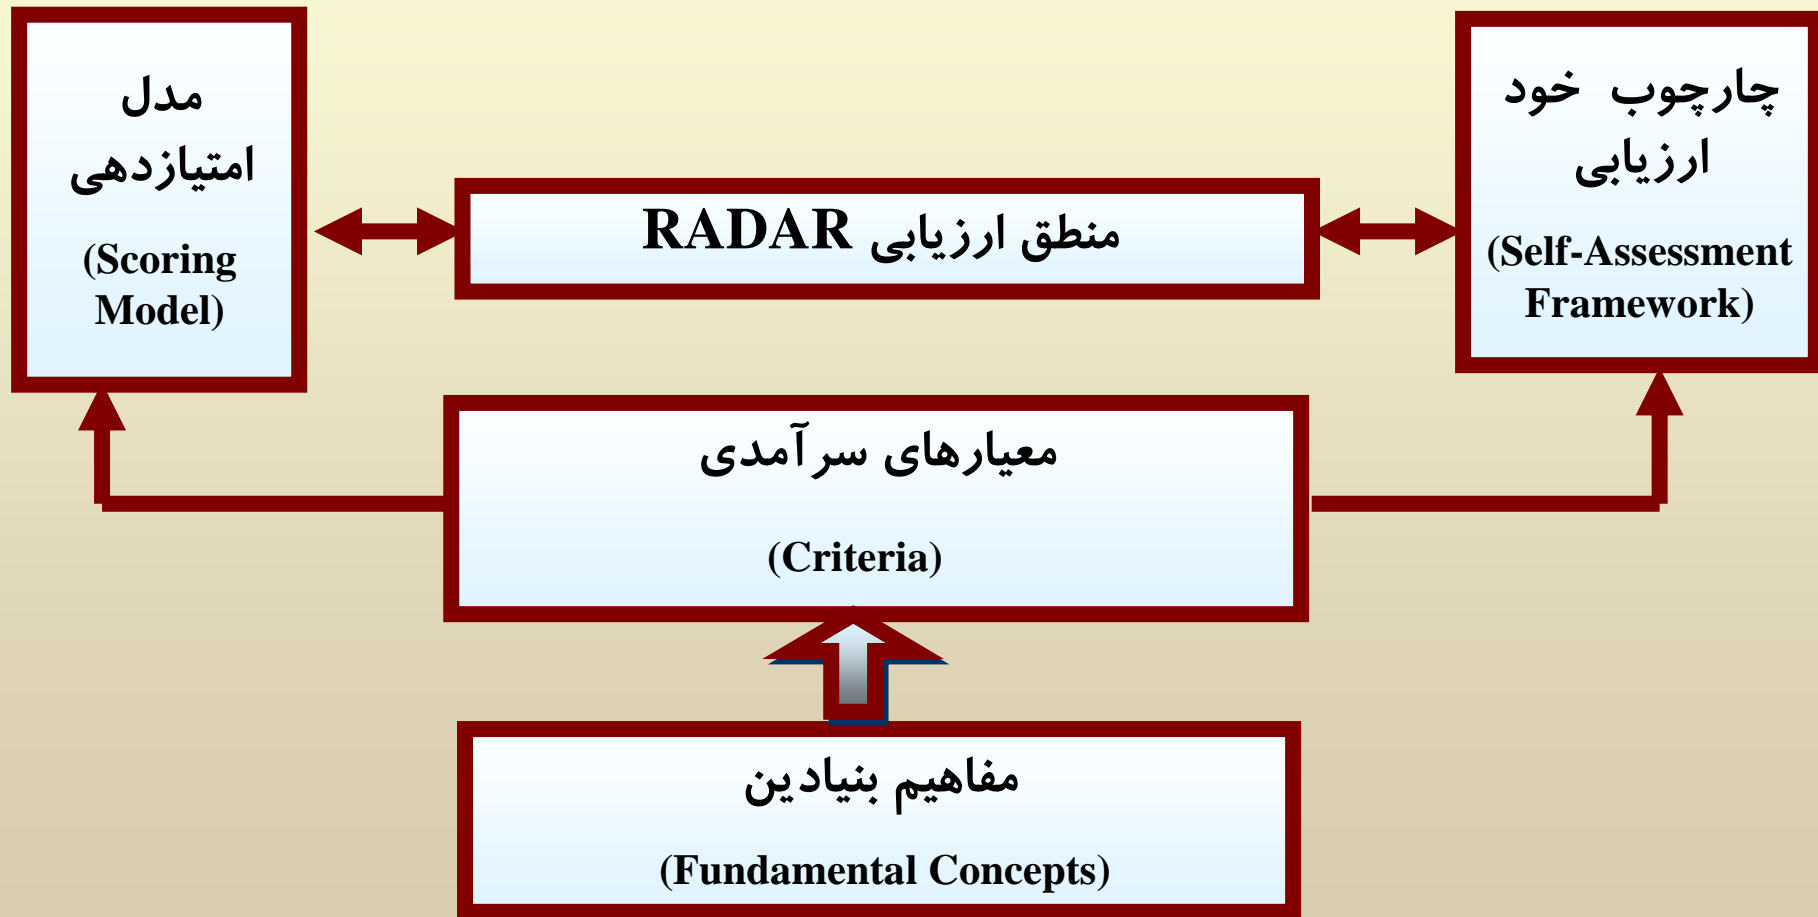 چارچوب خود
ارزیابی
(Self-Assessment
Framework)
منطق ارزیابی RADAR
مدل
امتیازدهی
(Scoring
Model)
معیارهای سرآمدی
(Criteria)
مفاهیم بنیادین
(Fundamental Concepts)